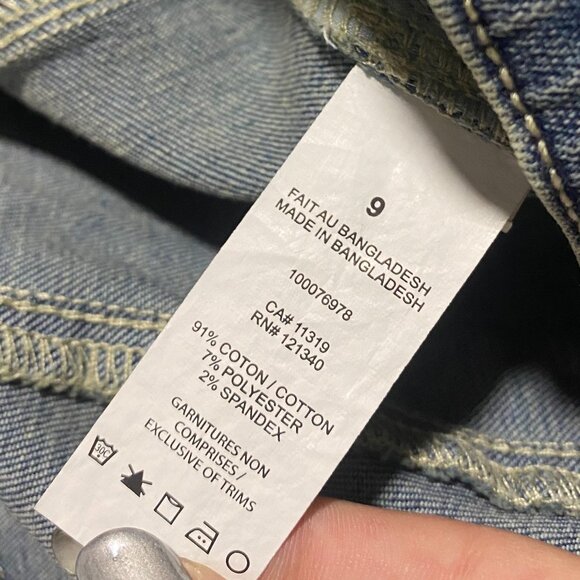 9
FAIT AU BANGLADESH
MADE IN BANGLADESH
100076978
CA# 11319
RN# 121340
91% COTON / COTTON
7% POLYESTER
2% SPANDEX
GARNITURES NON
COMPRISES /
EXCLUSIVE OF TRIMS
30C